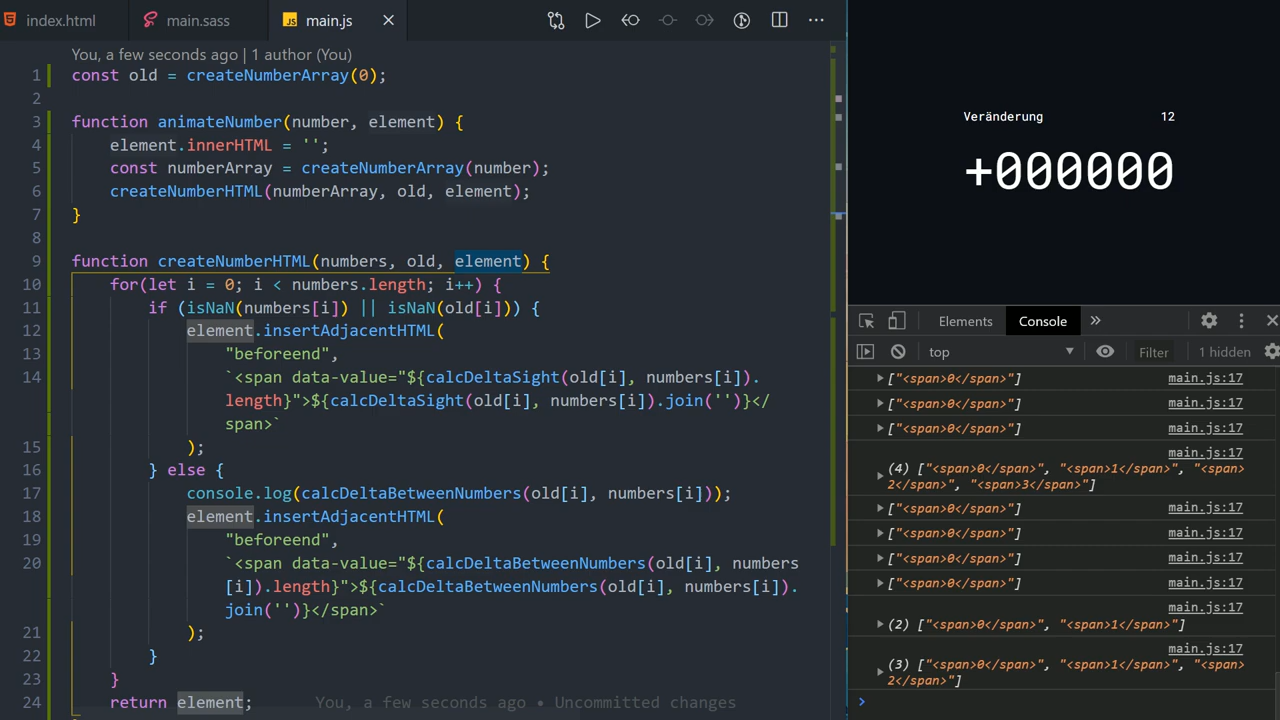 index.html
main.sass
JS main.js
You, a few seconds ago | 1 author (You)
1 const old = createNumberArray(0);
2
3 function animateNumber(number, element) {
4 element.innerHTML = '';
5 const numberArray = createNumberArray(number);
6 createNumberHTML(numberArray, old, element);
7 }
8
9 function createNumberHTML(numbers, old, element) {
10 for(let i = 0; i < numbers.length; i++) {
11 if (isNaN(numbers[i]) || isNaN(old[i])) {
12 element.insertAdjacentHTML(
13 "beforeend",
14 `<span data-value="${calcDeltaSight(old[i], numbers[i]).
length}">${calcDeltaSight(old[i], numbers[i]).join('')}</
span>`
15 );
16 } else {
17 console.log(calcDeltaBetweenNumbers(old[i], numbers[i]));
18 element.insertAdjacentHTML(
19 "beforeend",
20 `<span data-value="${calcDeltaBetweenNumbers(old[i], numbers
[i]).length}">${calcDeltaBetweenNumbers(old[i], numbers[i]).
join('')}</span>`
21 );
22 }
23 }
24 return element; You, a few seconds ago • Uncommitted changes
Veränderung 12
+000000
Elements Console
top Filter 1 hidden
["<span>0</span>"] main.js:17
["<span>0</span>"] main.js:17
["<span>0</span>"] main.js:17
main.js:17
(4) ["<span>0</span>", "<span>1</span>", "<span>
2</span>", "<span>3</span>"]
["<span>0</span>"] main.js:17
["<span>0</span>"] main.js:17
["<span>0</span>"] main.js:17
["<span>0</span>"] main.js:17
main.js:17
(2) ["<span>0</span>", "<span>1</span>"]
main.js:17
(3) ["<span>0</span>", "<span>1</span>", "<span>
2</span>"]